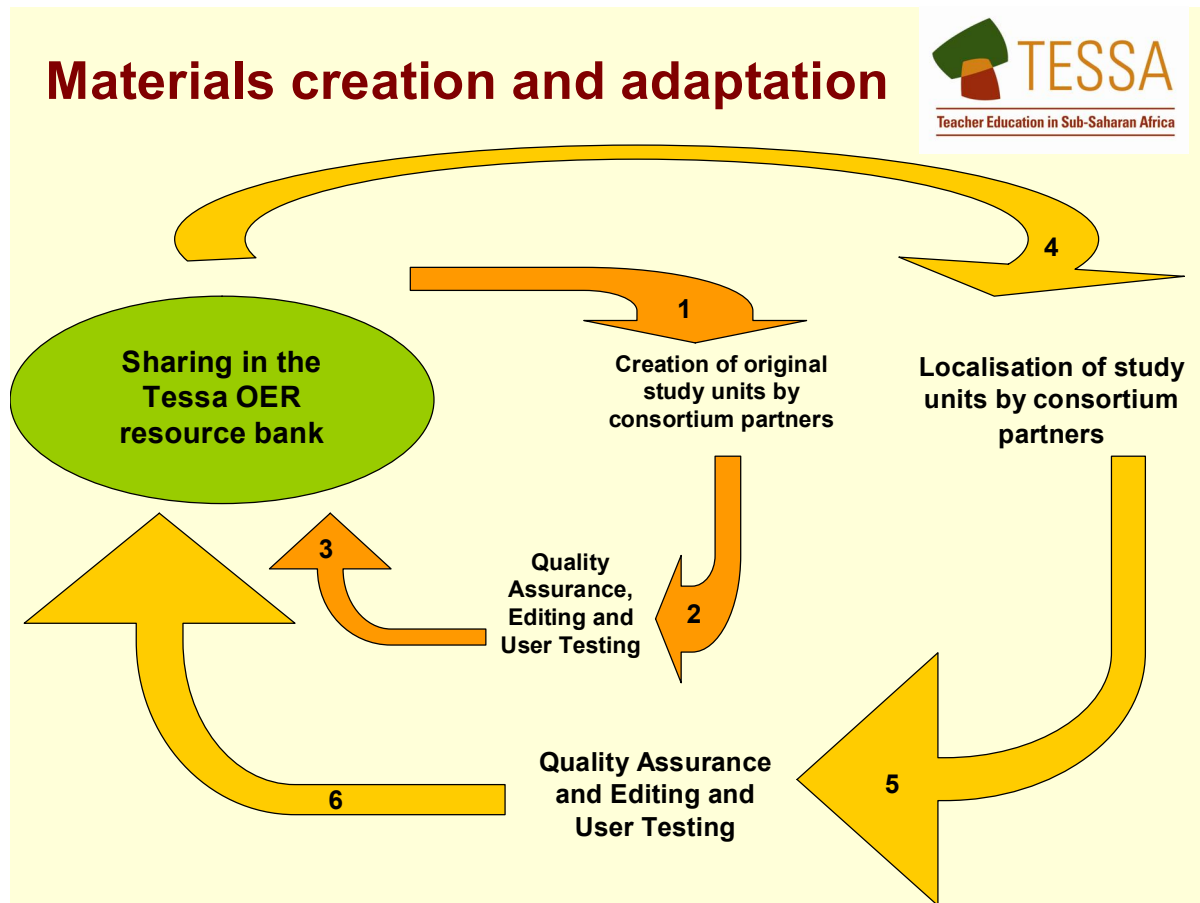 Materials creation and adaptation
TESSA
Teacher Education in Sub-Saharan Africa
4
1
Sharing in the
Tessa OER
resource bank
Creation of original
study units by
consortium partners
Localisation of study
units by consortium
partners
3
Quality
Assurance,
Editing and
User Testing
2
Quality Assurance
and Editing and
User Testing
5
6